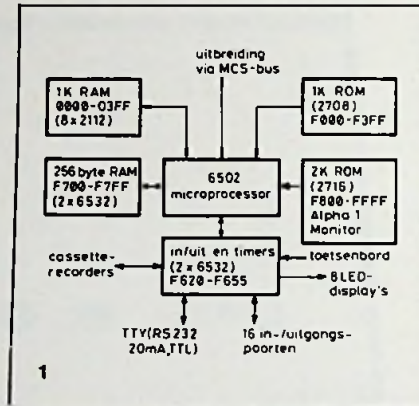 uitbreiding
via MCS-bus
1K RAM
0000-03FF
(8x2112)
1K ROM
(2708)
F000-F3FF
256 byte RAM
F700-F7FF
(2x6532)
6502
microprocessor
2K ROM
(2716)
F800-FFFF
Alpha 1
Monitor
cassette-
recorders
in/uit en timers
(2x6532)
F620-F655
toetsenbord
8 LED-
display's
TTY(RS232
20mA,TTL)
16 in-/uitgangs-
poorten
1